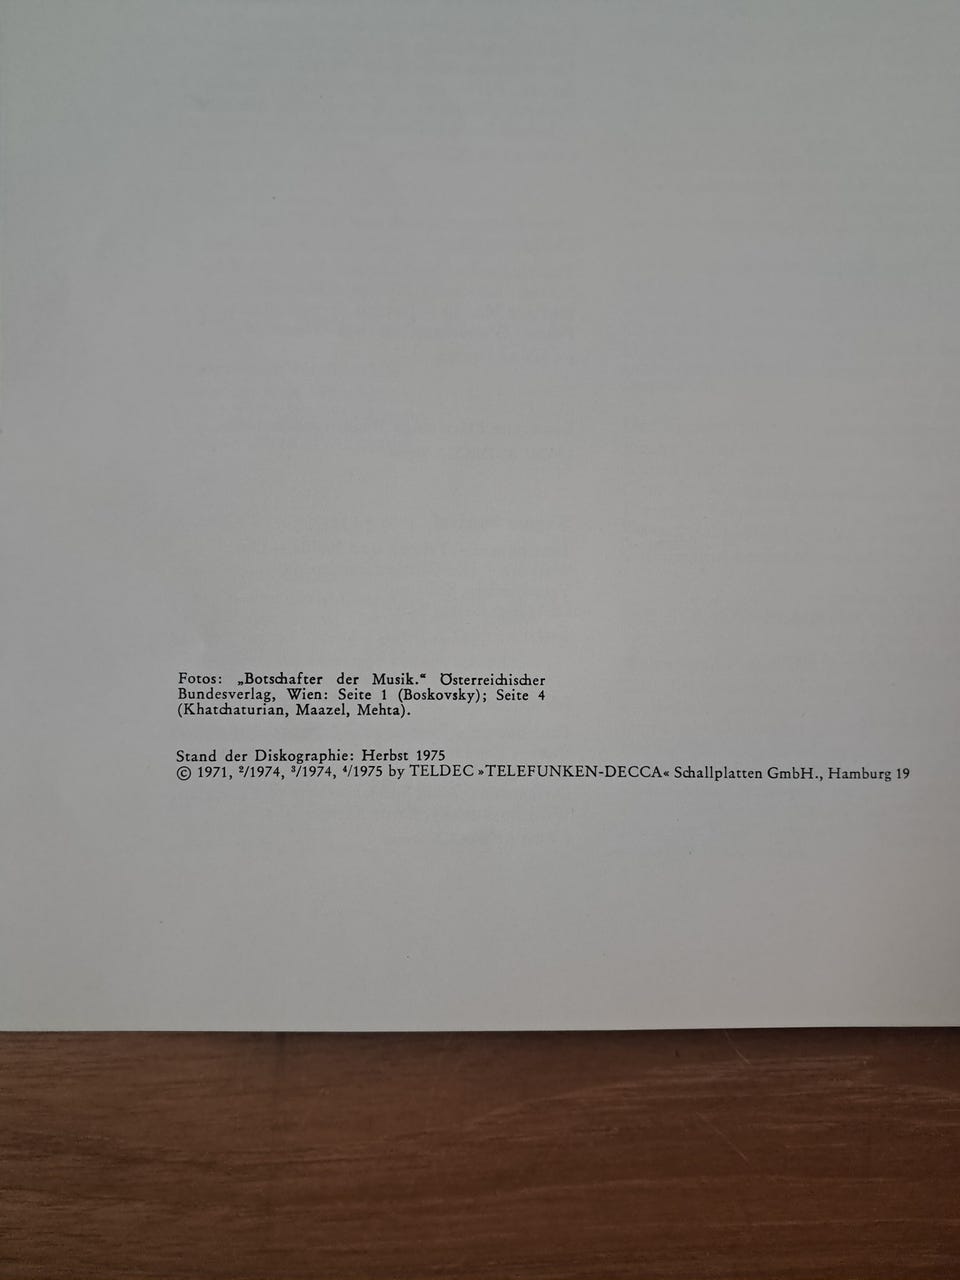 Fotos: „Botschafter der Musik.“ Österreichischer
Bundesverlag, Wien: Seite 1 (Boskovsky); Seite 4
(Khatchaturian, Maazel, Mehta).
Stand der Diskographie: Herbst 1975
© 1971, ²/1974, ³/1974, ⁴/1975 by TELDEC »TELEFUNKEN-DECCA« Schallplatten GmbH., Hamburg 19